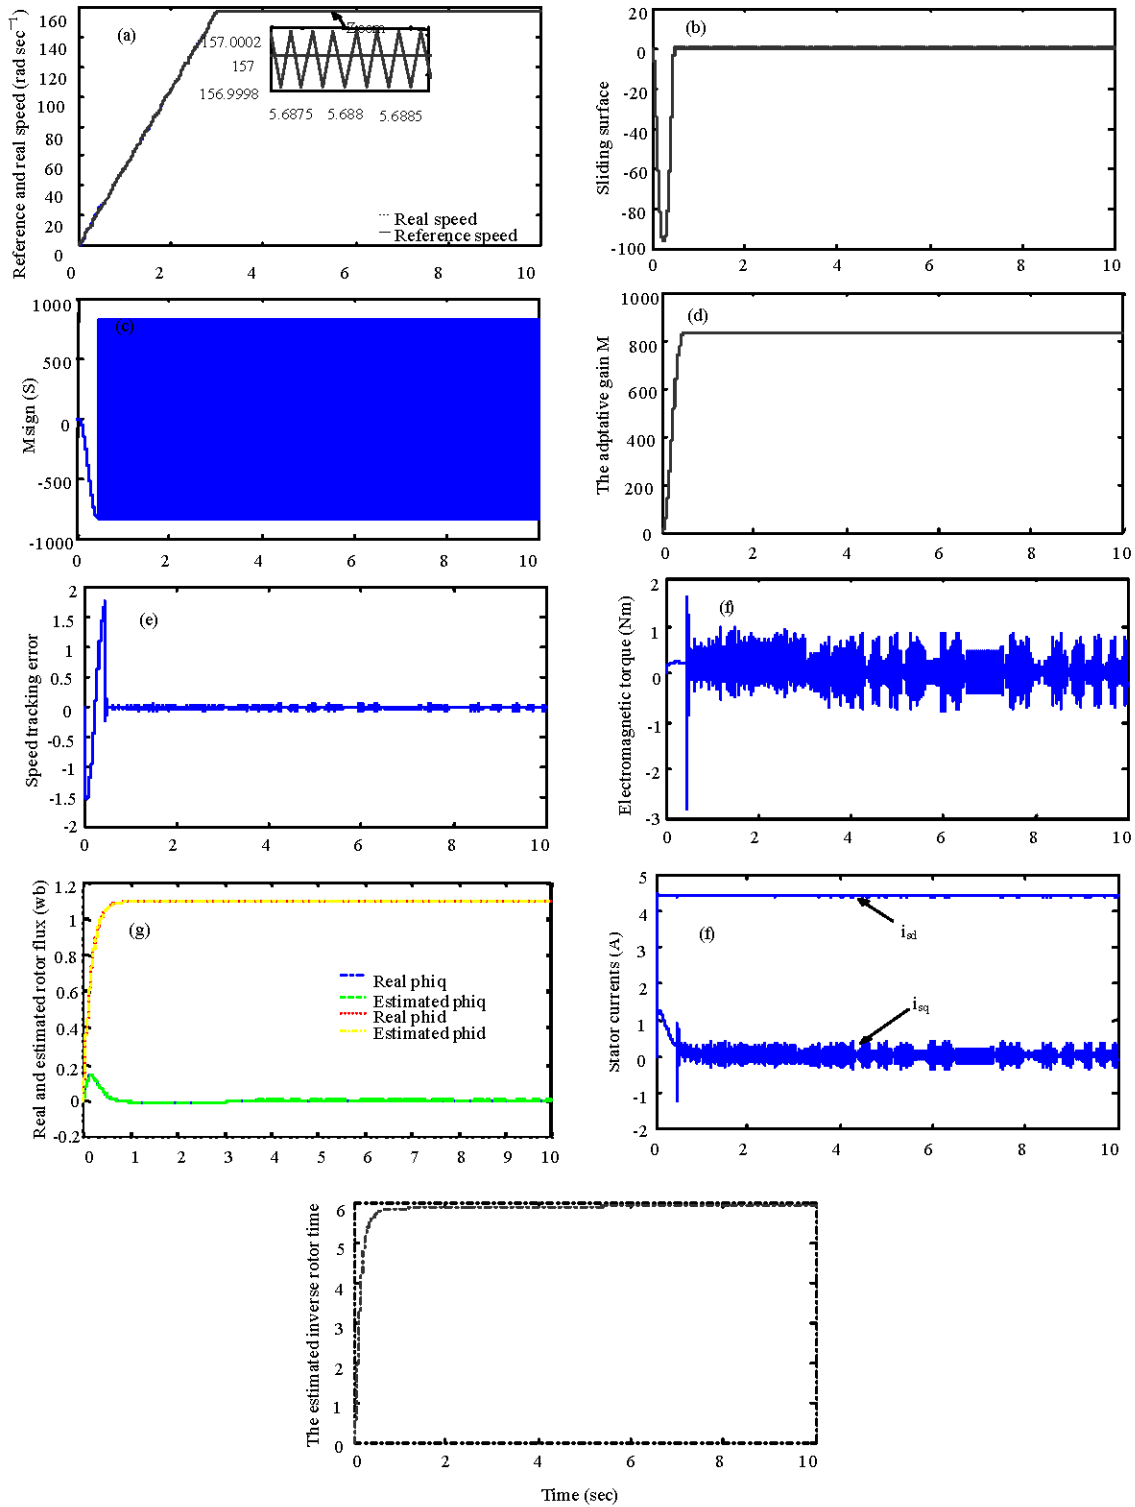 Reference and real speed (rad sec⁻¹)
160
140
120
100
80
60
40
20
0
(a)
Zoom
157.0002
157
156.9998
5.6875 5.688 5.6885
Real speed
Reference speed
0 2 4 6 8 10
Sliding surface
0
-20
-40
-60
-80
-100
(b)
0 2 4 6 8 10
M sign (S)
1000
500
0
-500
-1000
(c)
0 2 4 6 8 10
The adptative gain M
1000
800
600
400
200
0
(d)
0 2 4 6 8 10
Speed tracking error
2
1.5
1
0.5
0
-0.5
-1
-1.5
-2
(e)
0 2 4 6 8 10
Electromagnetic torque (Nm)
2
1
0
-1
-2
-3
(f)
0 2 4 6 8 10
Real and estimated rotor flux (wb)
1.2
1
0.8
0.6
0.4
0.2
0
-0.2
(g)
Real phiq
Estimated phiq
Real phid
Estimated phid
0 1 2 3 4 5 6 7 8 9 10
Stator currents (A)
5
4
3
2
1
0
-1
-2
(f)
isd
isq
0 2 4 6 8 10
The estimated inverse rotor time
6
5
4
3
2
1
0
0 2 4 6 8 10
Time (sec)